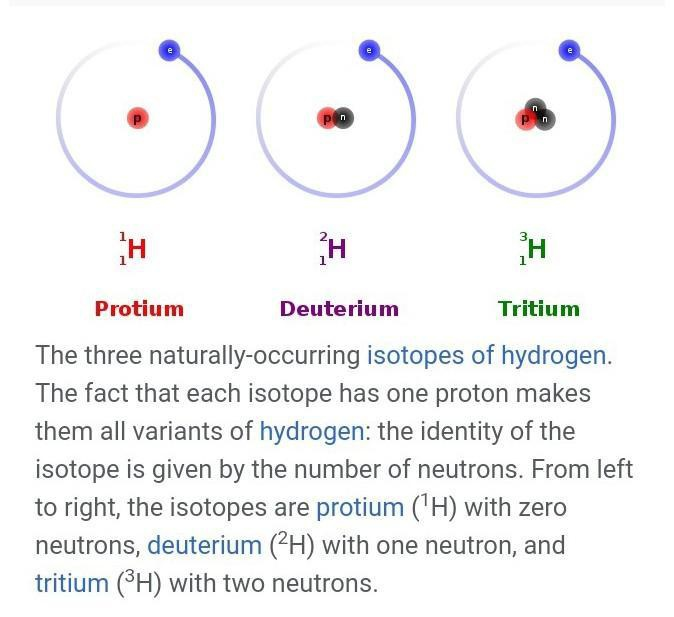 e e e
p p n n p n
1 1 H 2 1 H 3 1 H
Protium Deuterium Tritium
The three naturally-occurring isotopes of hydrogen.
The fact that each isotope has one proton makes
them all variants of hydrogen: the identity of the
isotope is given by the number of neutrons. From left
to right, the isotopes are protium (¹H) with zero
neutrons, deuterium (²H) with one neutron, and
tritium (³H) with two neutrons.